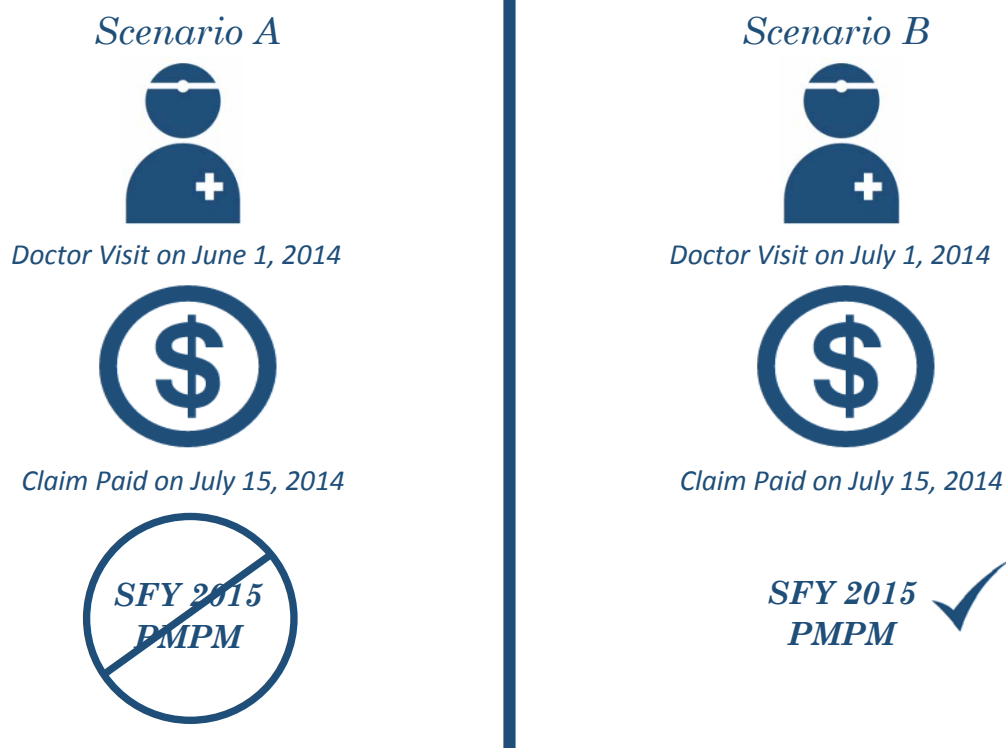 Scenario A
Doctor Visit on June 1, 2014
$
Claim Paid on July 15, 2014
SFY 2015
PMPM
Scenario B
Doctor Visit on July 1, 2014
$
Claim Paid on July 15, 2014
SFY 2015
PMPM